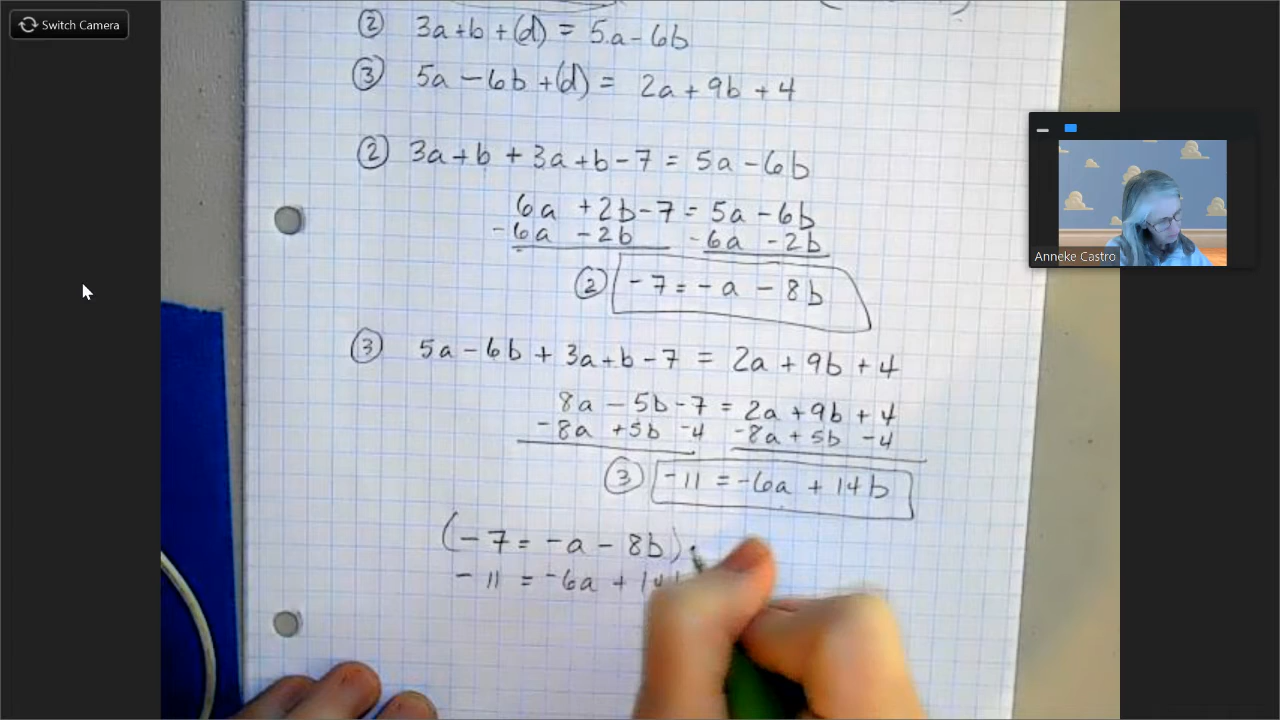 Switch Camera
② 3a+b+(d) = 5a-6b
③ 5a-6b+(d) = 2a+9b+4
② 3a+b+3a+b-7=5a-6b
6a +2b-7=5a-6b
-6a -2b -6a -2b
② -7=-a-8b
③ 5a-6b+3a+b-7=2a+9b+4
8a-5b-7=2a+9b+4
-8a +5b -4 -8a+5b -4
③ -11=-6a+14b
(-7=-a-8b).
-11=-6a+14
Anneke Castro